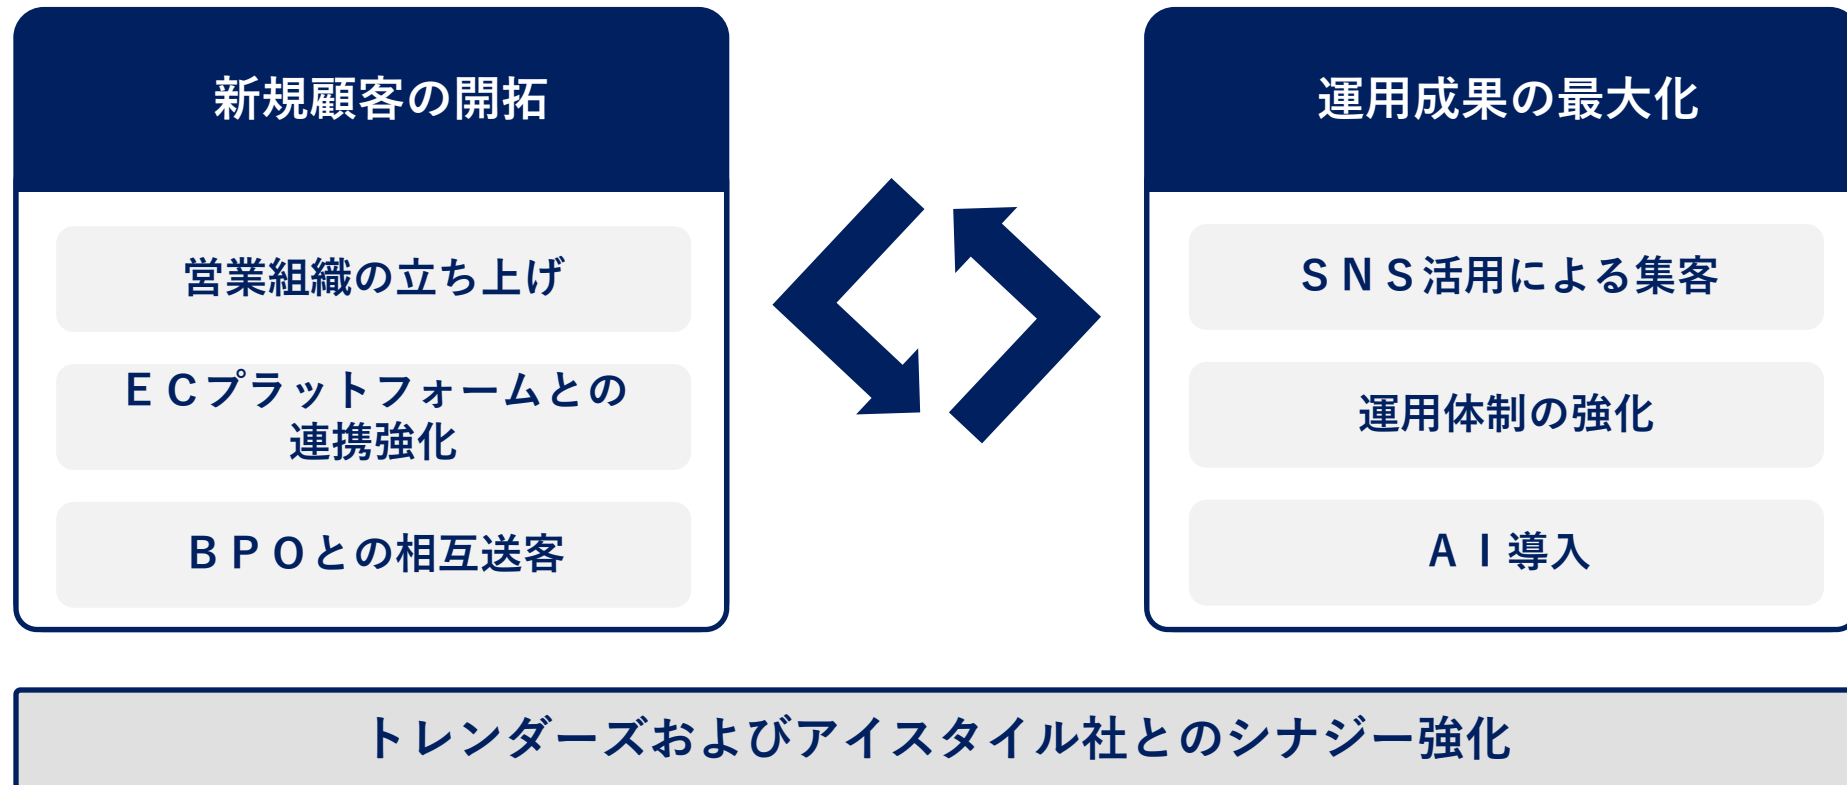 新規顧客の開拓
営業組織の立ち上げ
ＥＣプラットフォームとの
連携強化
ＢＰＯとの相互送客
運用成果の最大化
ＳＮＳ活用による集客
運用体制の強化
ＡＩ導入
トレンダーズおよびアイスタイル社とのシナジー強化